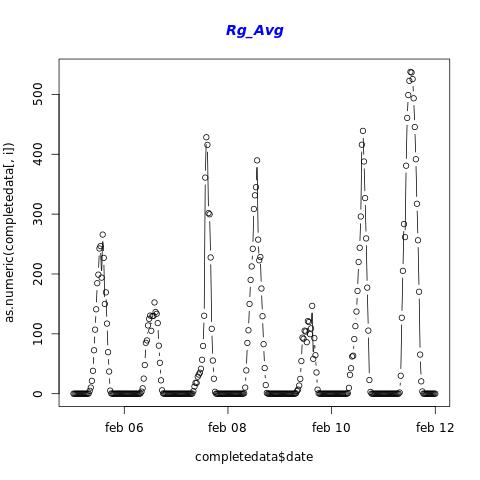 Rg_Avg
as.numeric(completedata[, i])
500
400
300
200
100
0
feb 06
feb 08
feb 10
feb 12
completedata$date